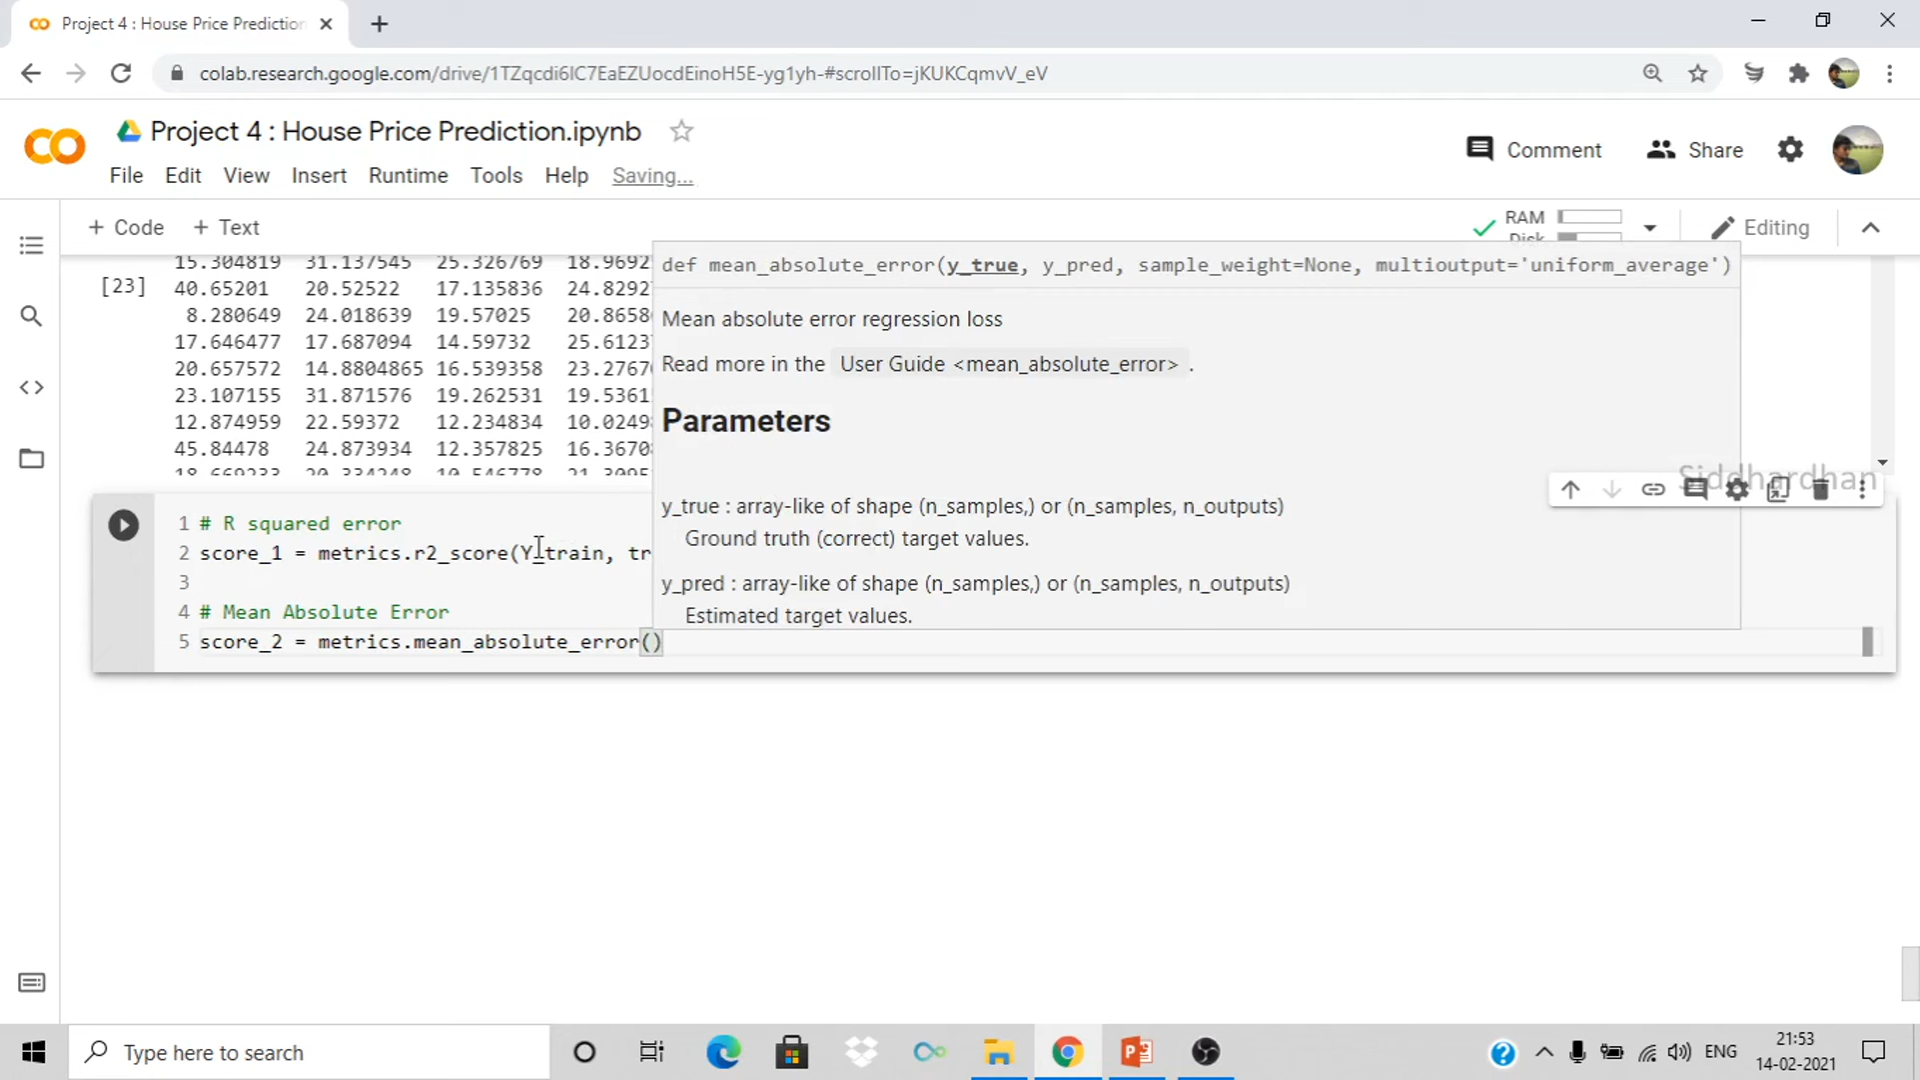 Project 4 : House Price Prediction
colab.research.google.com/drive/1TZqcdi6lC7EaEZUocdEinoH5E-yg1yh-#scrollTo=jKUKCqmvV_eV
Project 4 : House Price Prediction.ipynb
Comment
Share
File Edit View Insert Runtime Tools Help Saving...
+ Code + Text
RAM
Disk
Editing
def mean_absolute_error(y_true, y_pred, sample_weight=None, multioutput='uniform_average')
Mean absolute error regression loss
Read more in the User Guide <mean_absolute_error> .
Parameters
y_true : array-like of shape (n_samples,) or (n_samples, n_outputs)
Ground truth (correct) target values.
y_pred : array-like of shape (n_samples,) or (n_samples, n_outputs)
Estimated target values.
15.304819 31.137545 25.326769 18.9692
[23] 40.65201 20.52522 17.135836 24.8292
8.280649 24.018639 19.57025 20.8658
17.646477 17.687094 14.59732 25.6123
20.657572 14.8804865 16.539358 23.2767
23.107155 31.871576 19.262531 19.5361
12.874959 22.59372 12.234834 10.0249
45.84478 24.873934 12.357825 16.3670
18.669233 20.334248 10.546778 21.3095
Siddhardhan
1 # R squared error
2 score_1 = metrics.r2_score(Y_train, tr
3
4 # Mean Absolute Error
5 score_2 = metrics.mean_absolute_error()
Type here to search
ENG
21:53
14-02-2021